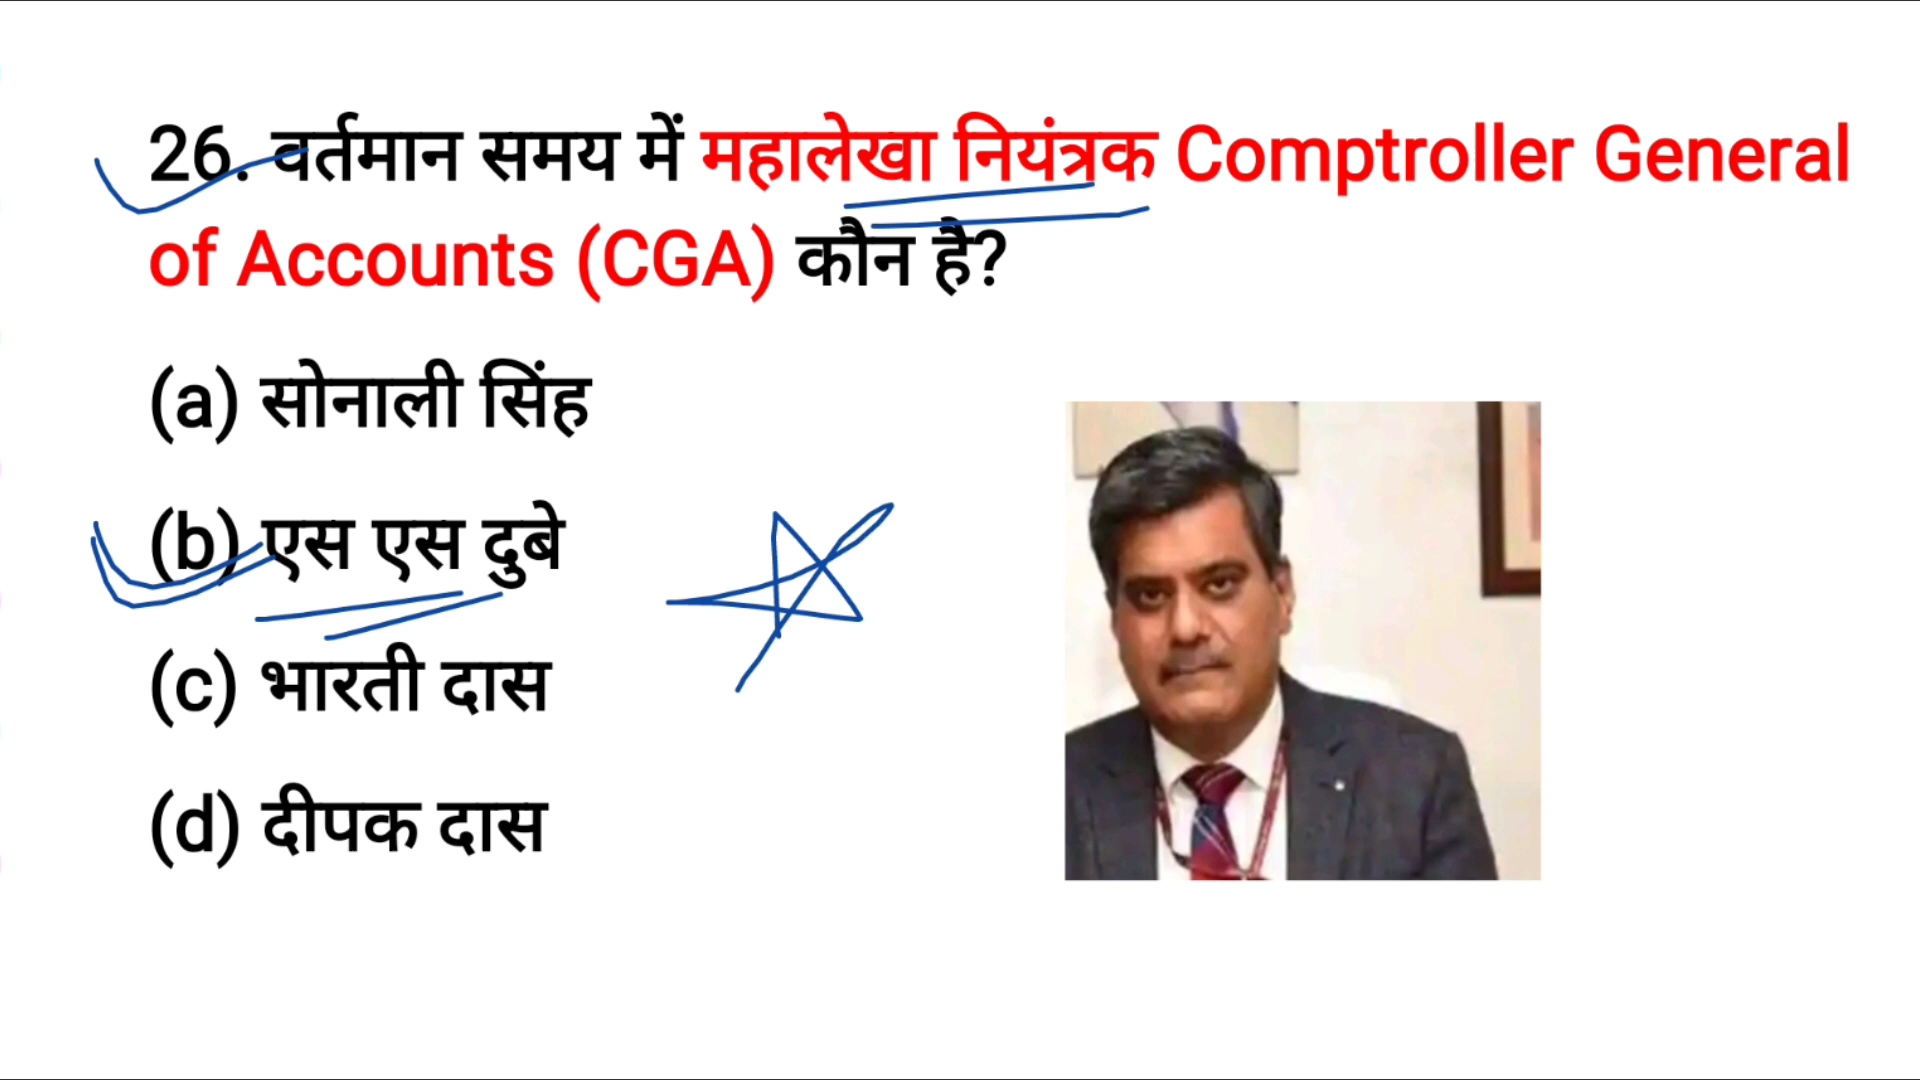 26. वर्तमान समय में महालेखा नियंत्रक Comptroller General
of Accounts (CGA) कौन है?
(a) सोनाली सिंह
(b) एस एस दुबे
(c) भारती दास
(d) दीपक दास